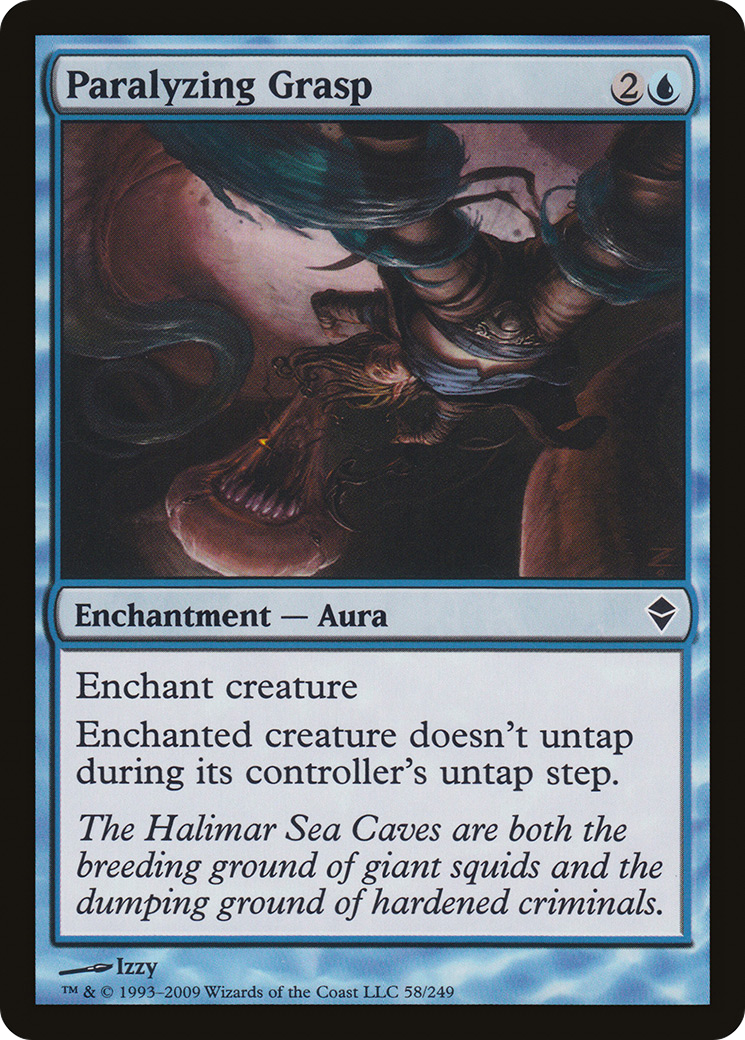 Paralyzing Grasp 2
Enchantment — Aura
Enchant creature
Enchanted creature doesn't untap
during its controller's untap step.
The Halimar Sea Caves are both the
breeding ground of giant squids and the
dumping ground of hardened criminals.
Izzy
™ & © 1993–2009 Wizards of the Coast LLC 58/249